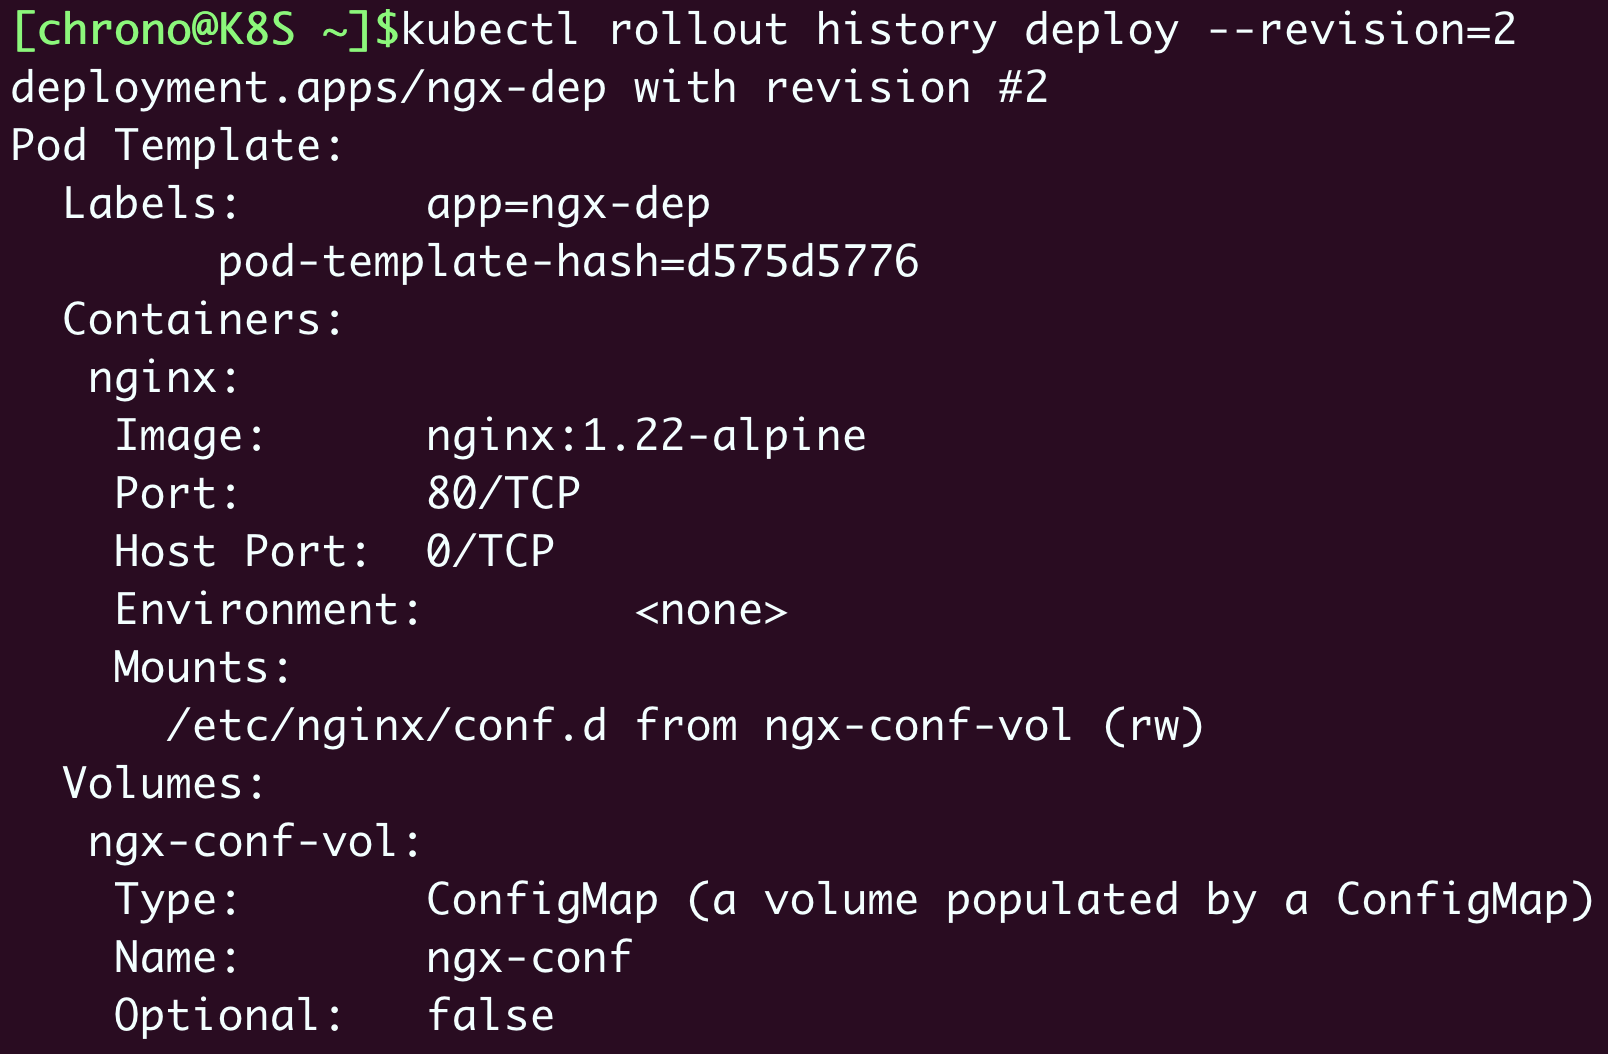 [chrono@K8S ~]$kubectl rollout history deploy --revision=2
deployment.apps/ngx-dep with revision #2
Pod Template:
  Labels:       app=ngx-dep
        pod-template-hash=d575d5776
  Containers:
   nginx:
    Image:      nginx:1.22-alpine
    Port:       80/TCP
    Host Port:  0/TCP
    Environment:        <none>
    Mounts:
      /etc/nginx/conf.d from ngx-conf-vol (rw)
  Volumes:
   ngx-conf-vol:
    Type:       ConfigMap (a volume populated by a ConfigMap)
    Name:       ngx-conf
    Optional:   false